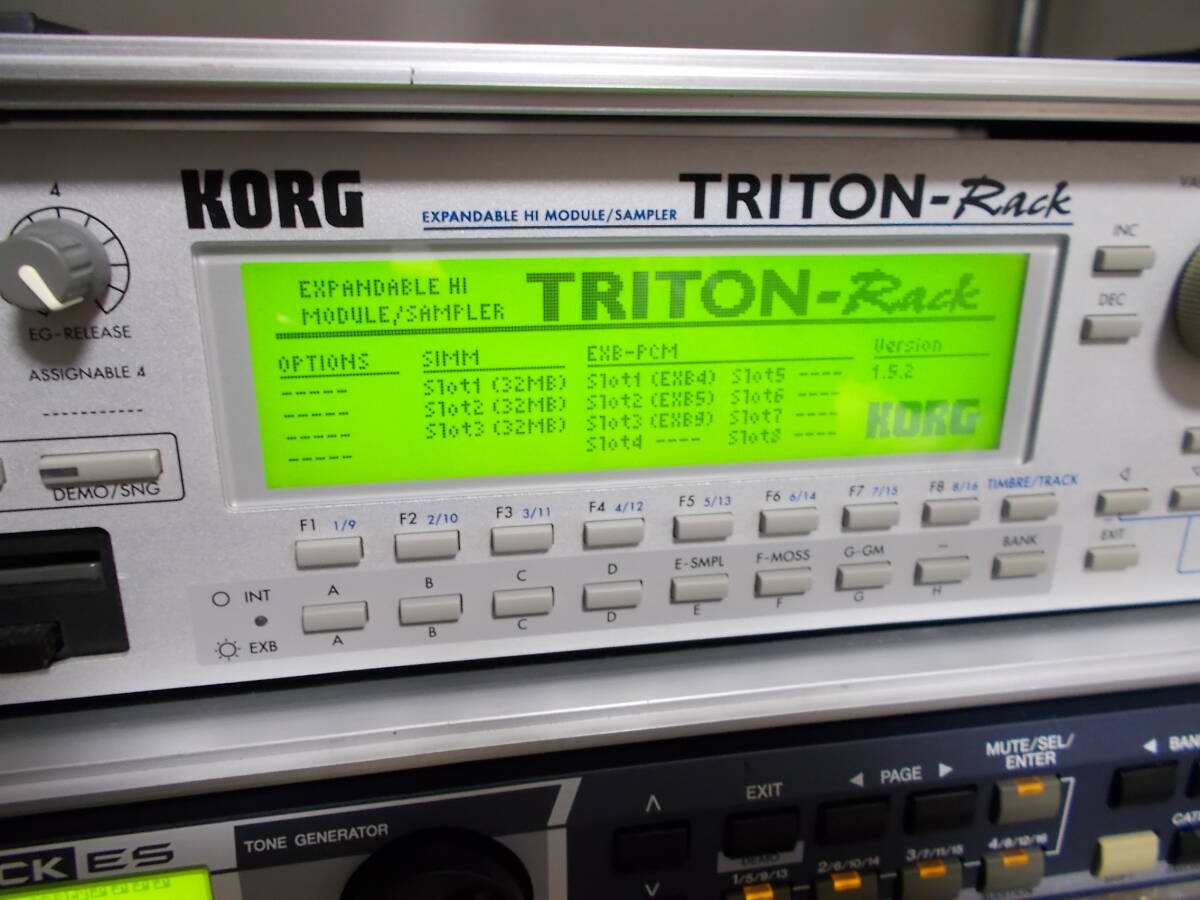 KORG
EXPANDABLE HI MODULE/SAMPLER TRITON-Rack
4
EG-RELEASE
ASSIGNABLE 4
DEMO/SNG
INC
DEC
EXPANDABLE HI
MODULE/SAMPLER
TRITON-Rack
OPTIONS
-----
-----
-----
-----
SIMM
Slot1 (32MB)
Slot2 (32MB)
Slot3 (32MB)
EXB-PCM
Slot1 (EXB4) Slot5 ----
Slot2 (EXB5) Slot6 ----
Slot3 (EXB9) Slot7 ----
Slot4 ---- Slot8 ----
Version
1.5.2
KORG
F1 1/9 F2 2/10 F3 3/11 F4 4/12 F5 5/13 F6 6/14 F7 7/15 F8 8/16 TIMBRE/TRACK
A B C D E-SMPL F-MOSS G-GM – BANK
INT
EXB
A B C D E F G H
EXIT
CK ES
TONE GENERATOR
EXIT
DEMO
PAGE
MUTE/SEL/
ENTER
1/5/9/13 2/6/10/14 3/7/11/15 4/8/12/16